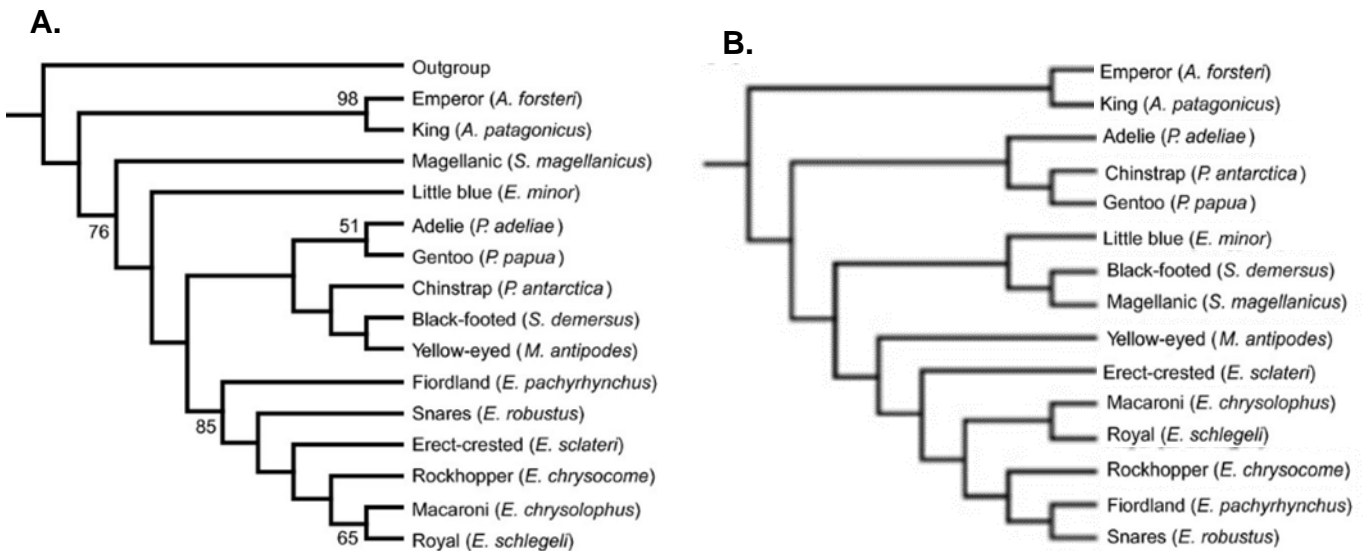 A.
Outgroup
98
Emperor (A. forsteri)
King (A. patagonicus)
Magellanic (S. magellanicus)
76
Little blue (E. minor)
51
Adelie (P. adeliae)
Gentoo (P. papua)
Chinstrap (P. antarctica)
Black-footed (S. demersus)
Yellow-eyed (M. antipodes)
85
Fiordland (E. pachyrhynchus)
Snares (E. robustus)
Erect-crested (E. sclateri)
Rockhopper (E. chrysocome)
Macaroni (E. chrysolophus)
65
Royal (E. schlegeli)
B.
Emperor (A. forsteri)
King (A. patagonicus)
Adelie (P. adeliae)
Chinstrap (P. antarctica)
Gentoo (P. papua)
Little blue (E. minor)
Black-footed (S. demersus)
Magellanic (S. magellanicus)
Yellow-eyed (M. antipodes)
Erect-crested (E. sclateri)
Macaroni (E. chrysolophus)
Royal (E. schlegeli)
Rockhopper (E. chrysocome)
Fiordland (E. pachyrhynchus)
Snares (E. robustus)